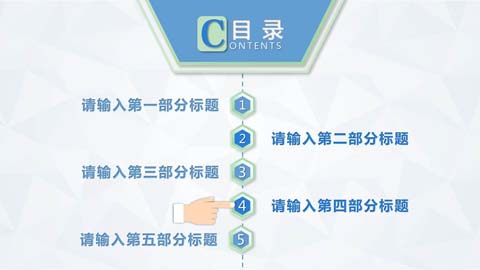 目录
CONTENTS
请输入第一部分标题 1
2 请输入第二部分标题
请输入第三部分标题 3
4 请输入第四部分标题
请输入第五部分标题 5